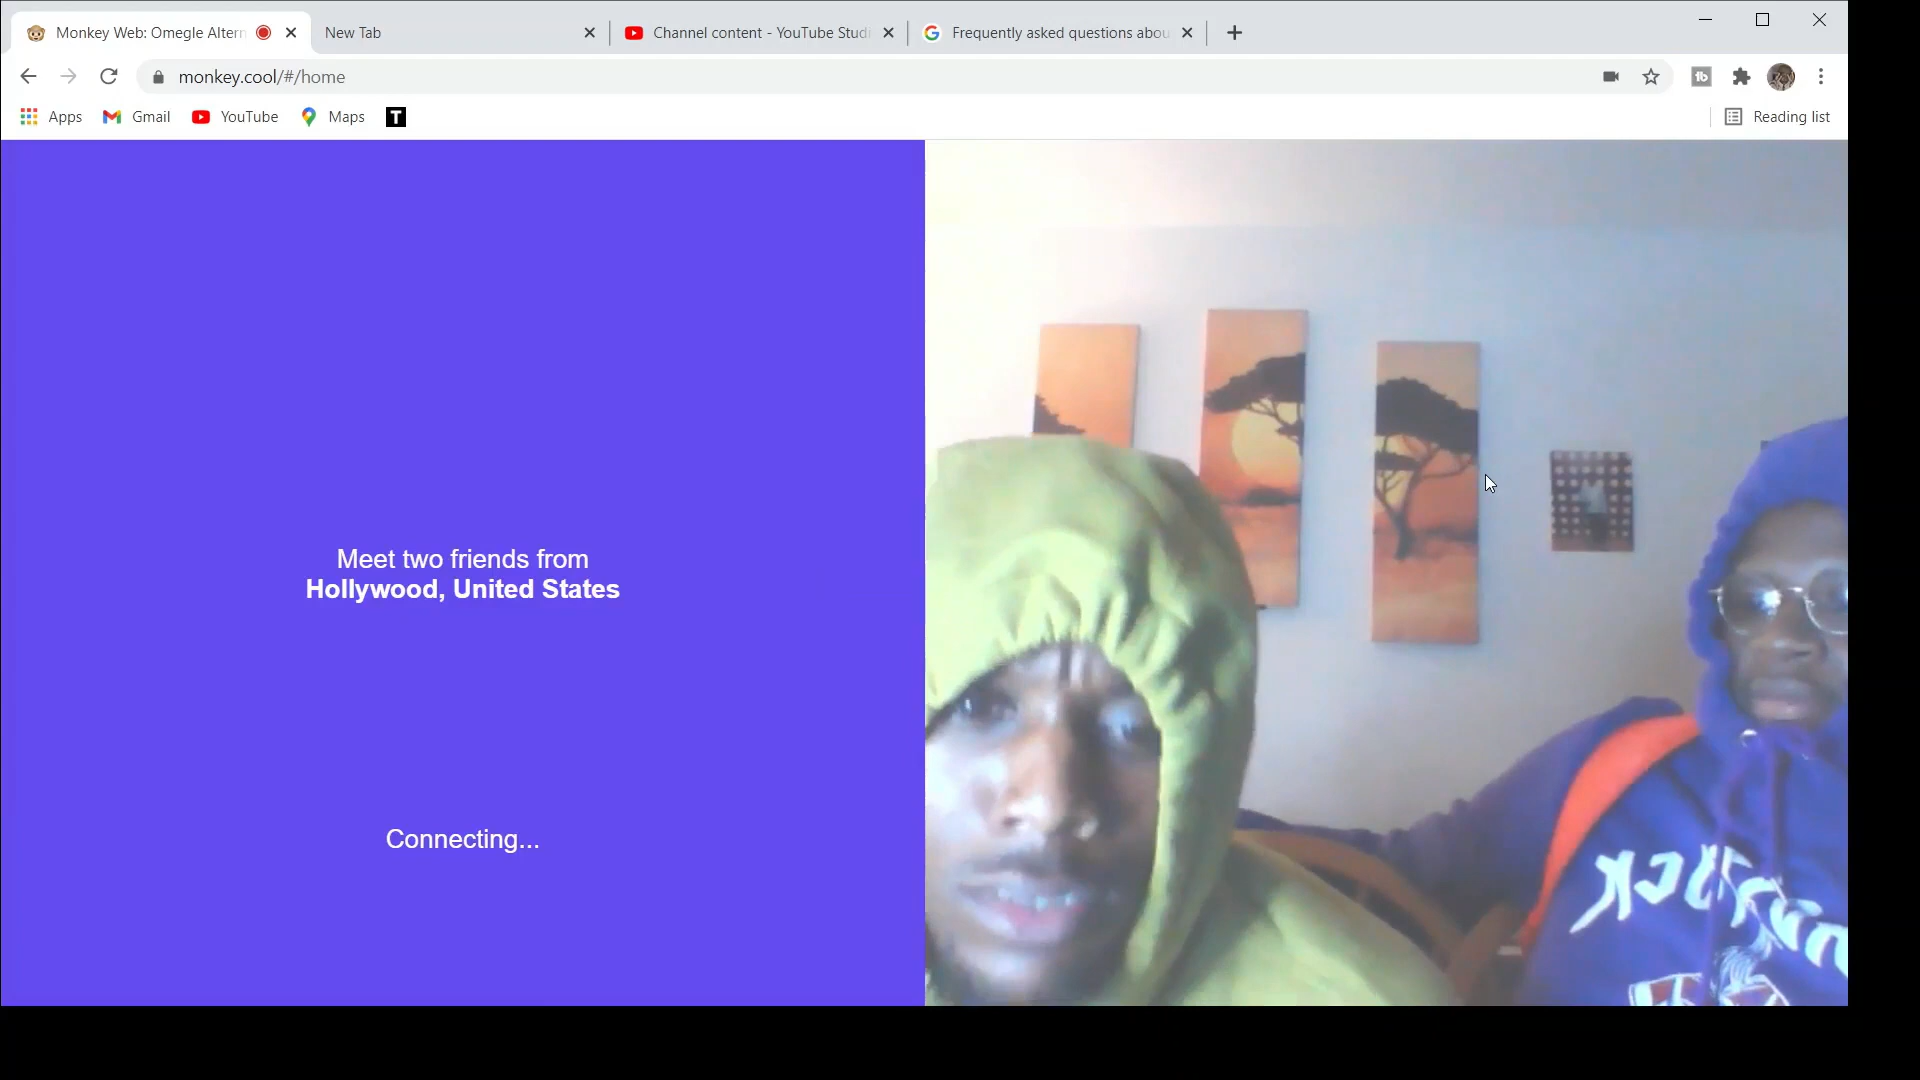 Monkey Web: Omegle Altern
New Tab
Channel content - YouTube Studi
Frequently asked questions abou
monkey.cool/#/home
tb
Apps
Gmail
YouTube
Maps
T
Reading list
Meet two friends from
Hollywood, United States
Connecting...